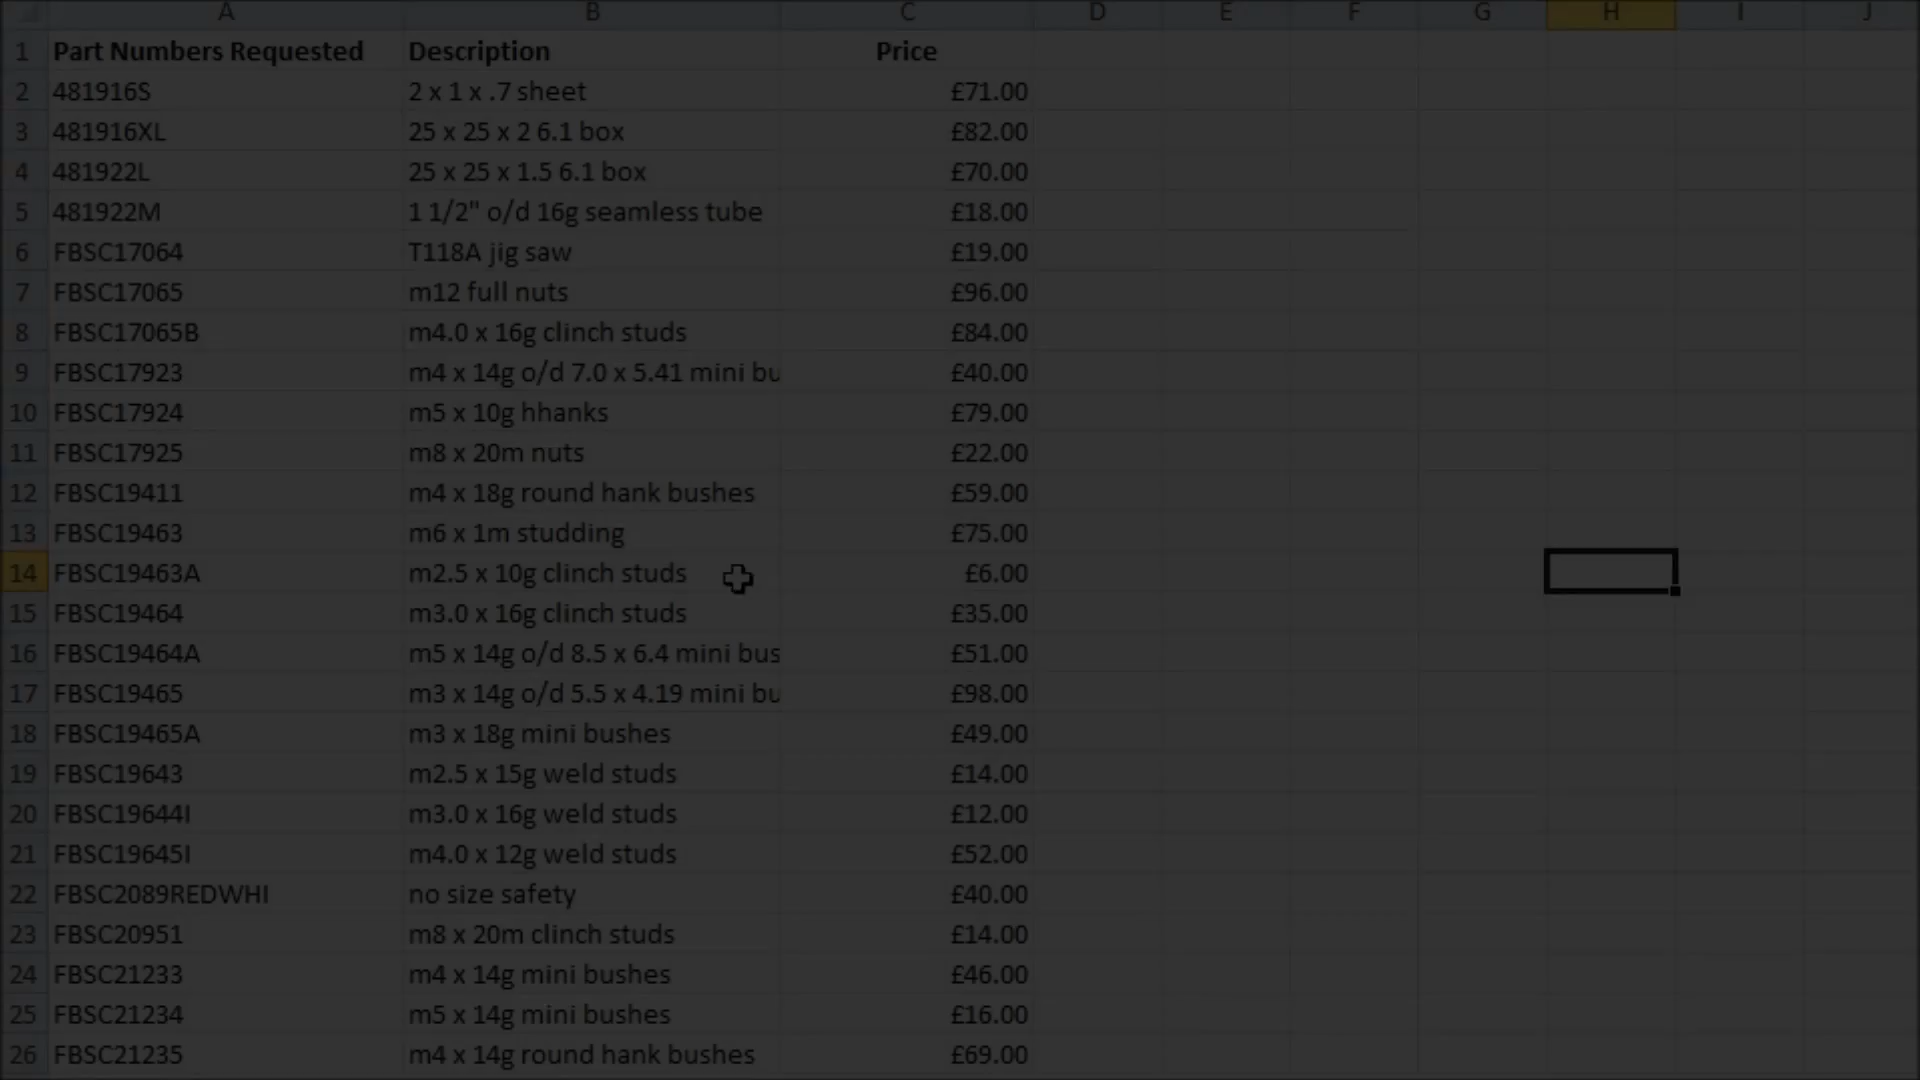 A B C D E F G H I J
1 Part Numbers Requested Description Price
2 481916S 2 x 1 x .7 sheet £71.00
3 481916XL 25 x 25 x 2 6.1 box £82.00
4 481922L 25 x 25 x 1.5 6.1 box £70.00
5 481922M 1 1/2" o/d 16g seamless tube £18.00
6 FBSC17064 T118A jig saw £19.00
7 FBSC17065 m12 full nuts £96.00
8 FBSC17065B m4.0 x 16g clinch studs £84.00
9 FBSC17923 m4 x 14g o/d 7.0 x 5.41 mini bu £40.00
10 FBSC17924 m5 x 10g hhanks £79.00
11 FBSC17925 m8 x 20m nuts £22.00
12 FBSC19411 m4 x 18g round hank bushes £59.00
13 FBSC19463 m6 x 1m studding £75.00
14 FBSC19463A m2.5 x 10g clinch studs £6.00
15 FBSC19464 m3.0 x 16g clinch studs £35.00
16 FBSC19464A m5 x 14g o/d 8.5 x 6.4 mini bus £51.00
17 FBSC19465 m3 x 14g o/d 5.5 x 4.19 mini bu £98.00
18 FBSC19465A m3 x 18g mini bushes £49.00
19 FBSC19643 m2.5 x 15g weld studs £14.00
20 FBSC19644I m3.0 x 16g weld studs £12.00
21 FBSC19645I m4.0 x 12g weld studs £52.00
22 FBSC2089REDWHI no size safety £40.00
23 FBSC20951 m8 x 20m clinch studs £14.00
24 FBSC21233 m4 x 14g mini bushes £46.00
25 FBSC21234 m5 x 14g mini bushes £16.00
26 FBSC21235 m4 x 14g round hank bushes £69.00